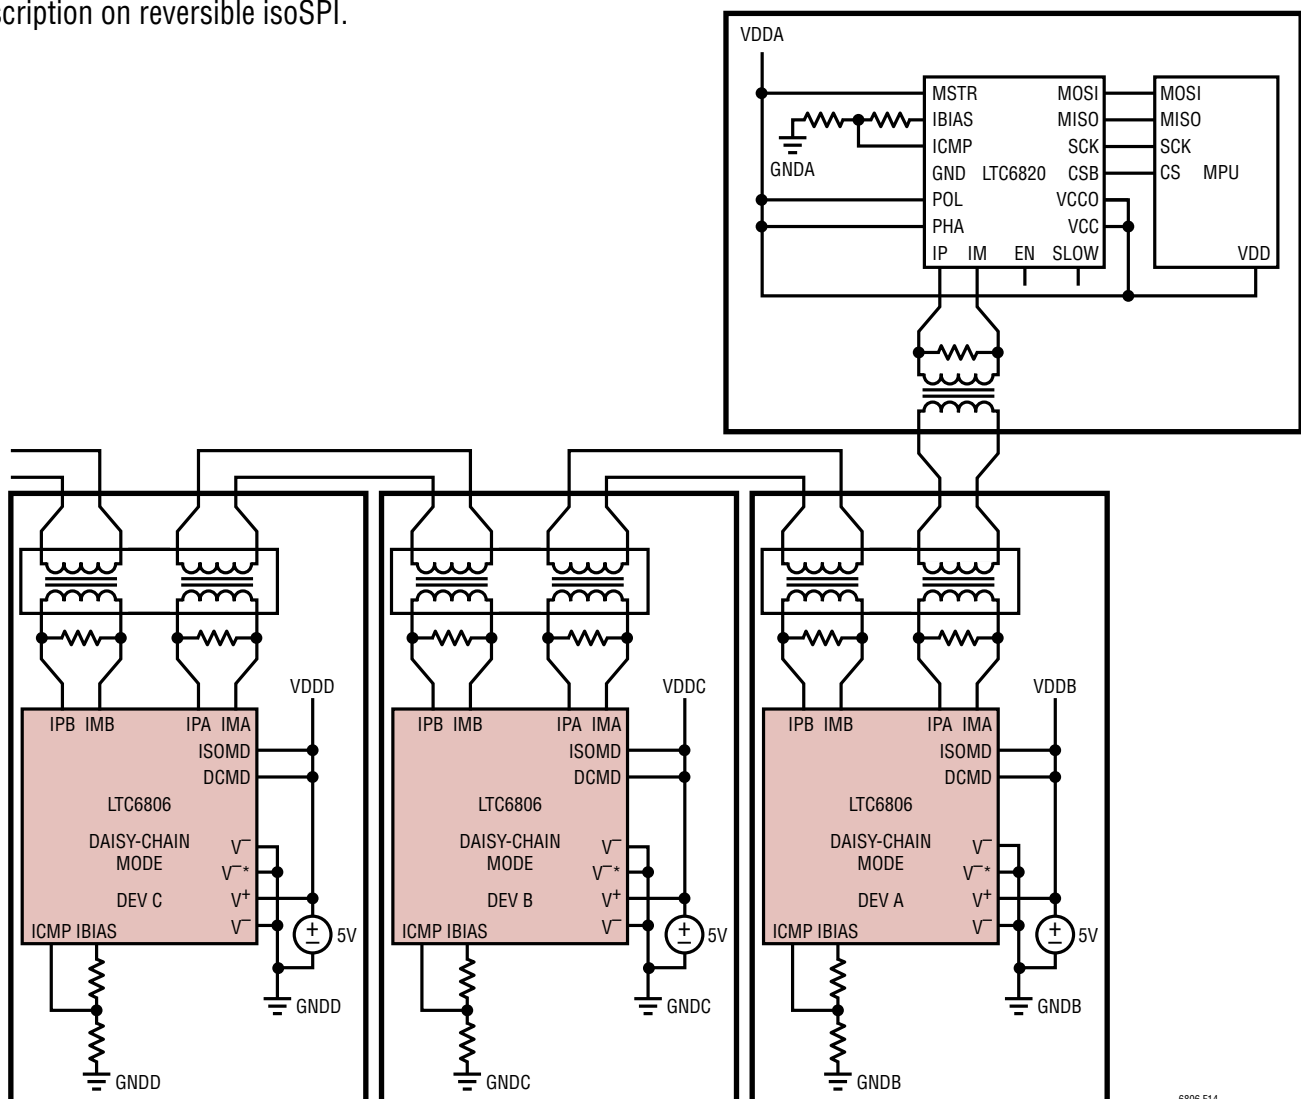 scription on reversible isoSPI.
VDDA
MSTR MOSI MOSI
IBIAS MISO MISO
ICMP SCK SCK
GNDA GND LTC6820 CSB CS MPU
POL VCCO
PHA VCC
IP IM EN SLOW VDD
VDDD VDDC VDDB
IPB IMB IPA IMA IPB IMB IPA IMA IPB IMB IPA IMA
ISOMD ISOMD ISOMD
DCMD DCMD DCMD
LTC6806 LTC6806 LTC6806
DAISY-CHAIN V– DAISY-CHAIN V– DAISY-CHAIN V–
MODE V–* MODE V–* MODE V–*
DEV C V+ DEV B V+ DEV A V+
ICMP IBIAS V– + – 5V ICMP IBIAS V– + – 5V ICMP IBIAS V– + – 5V
GNDD GNDC GNDB
GNDD GNDC GNDB